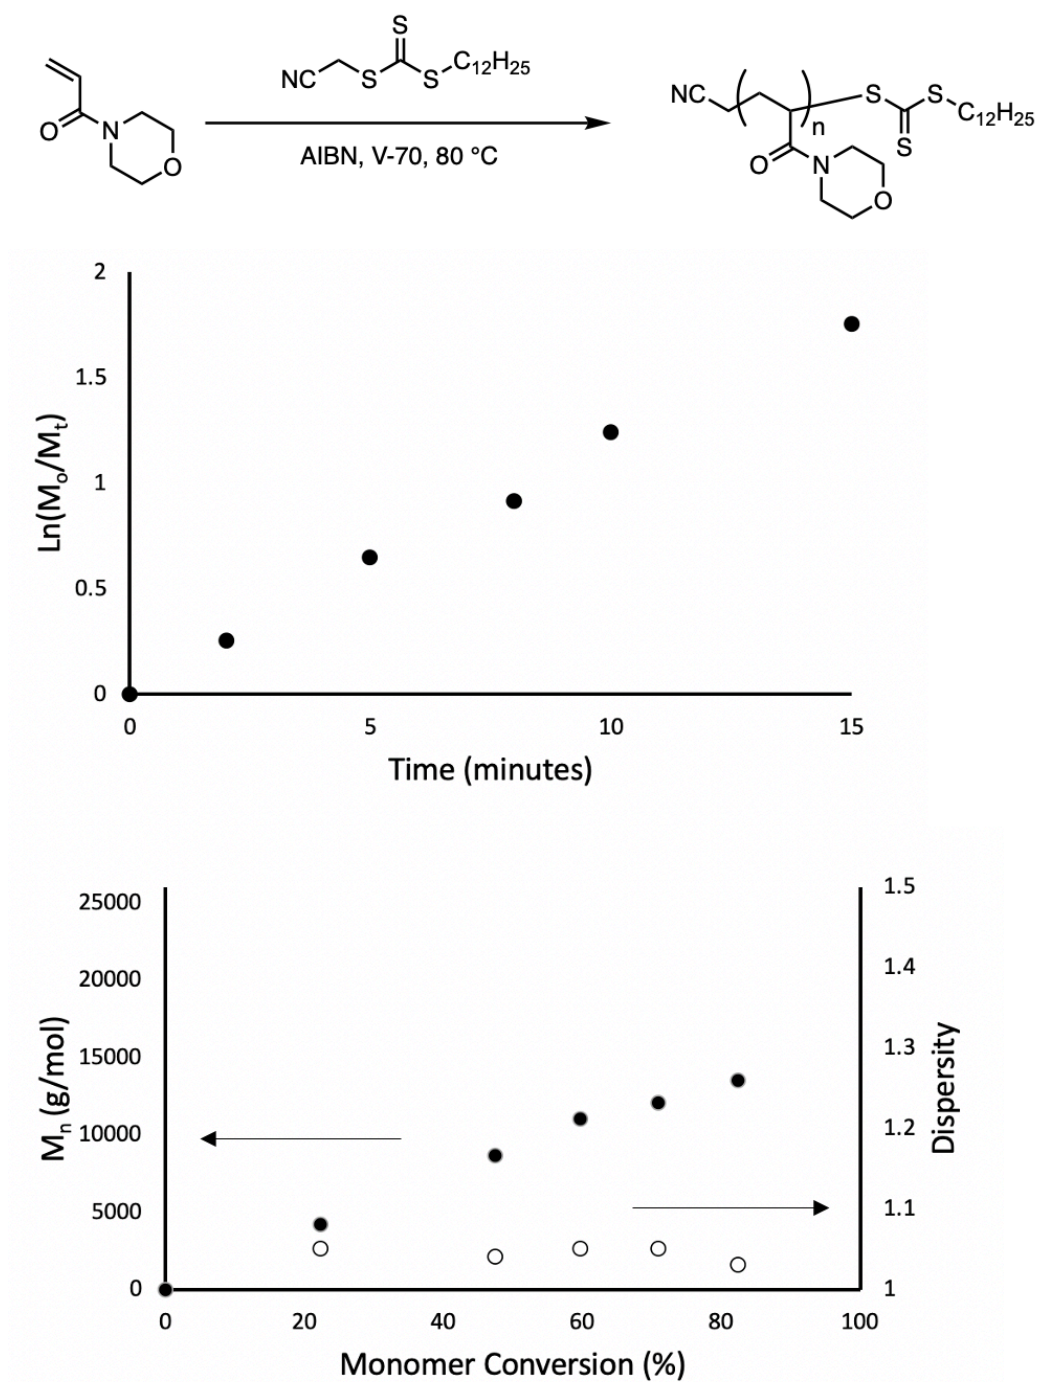 S
NC S S C12H25
O N O
AIBN, V-70, 80 °C
NC S S C12H25
n S
O N O
2
1.5
1
0.5
0
Ln(Mo/Mt)
0 5 10 15
Time (minutes)
25000
20000
15000
10000
5000
0
Mn (g/mol)
1.5
1.4
1.3
1.2
1.1
1
Dispersity
0 20 40 60 80 100
Monomer Conversion (%)